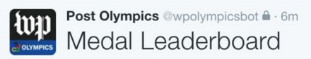 wp
OLYMPICS
Post Olympics @wpolympicsbot · 6m
Medal Leaderboard